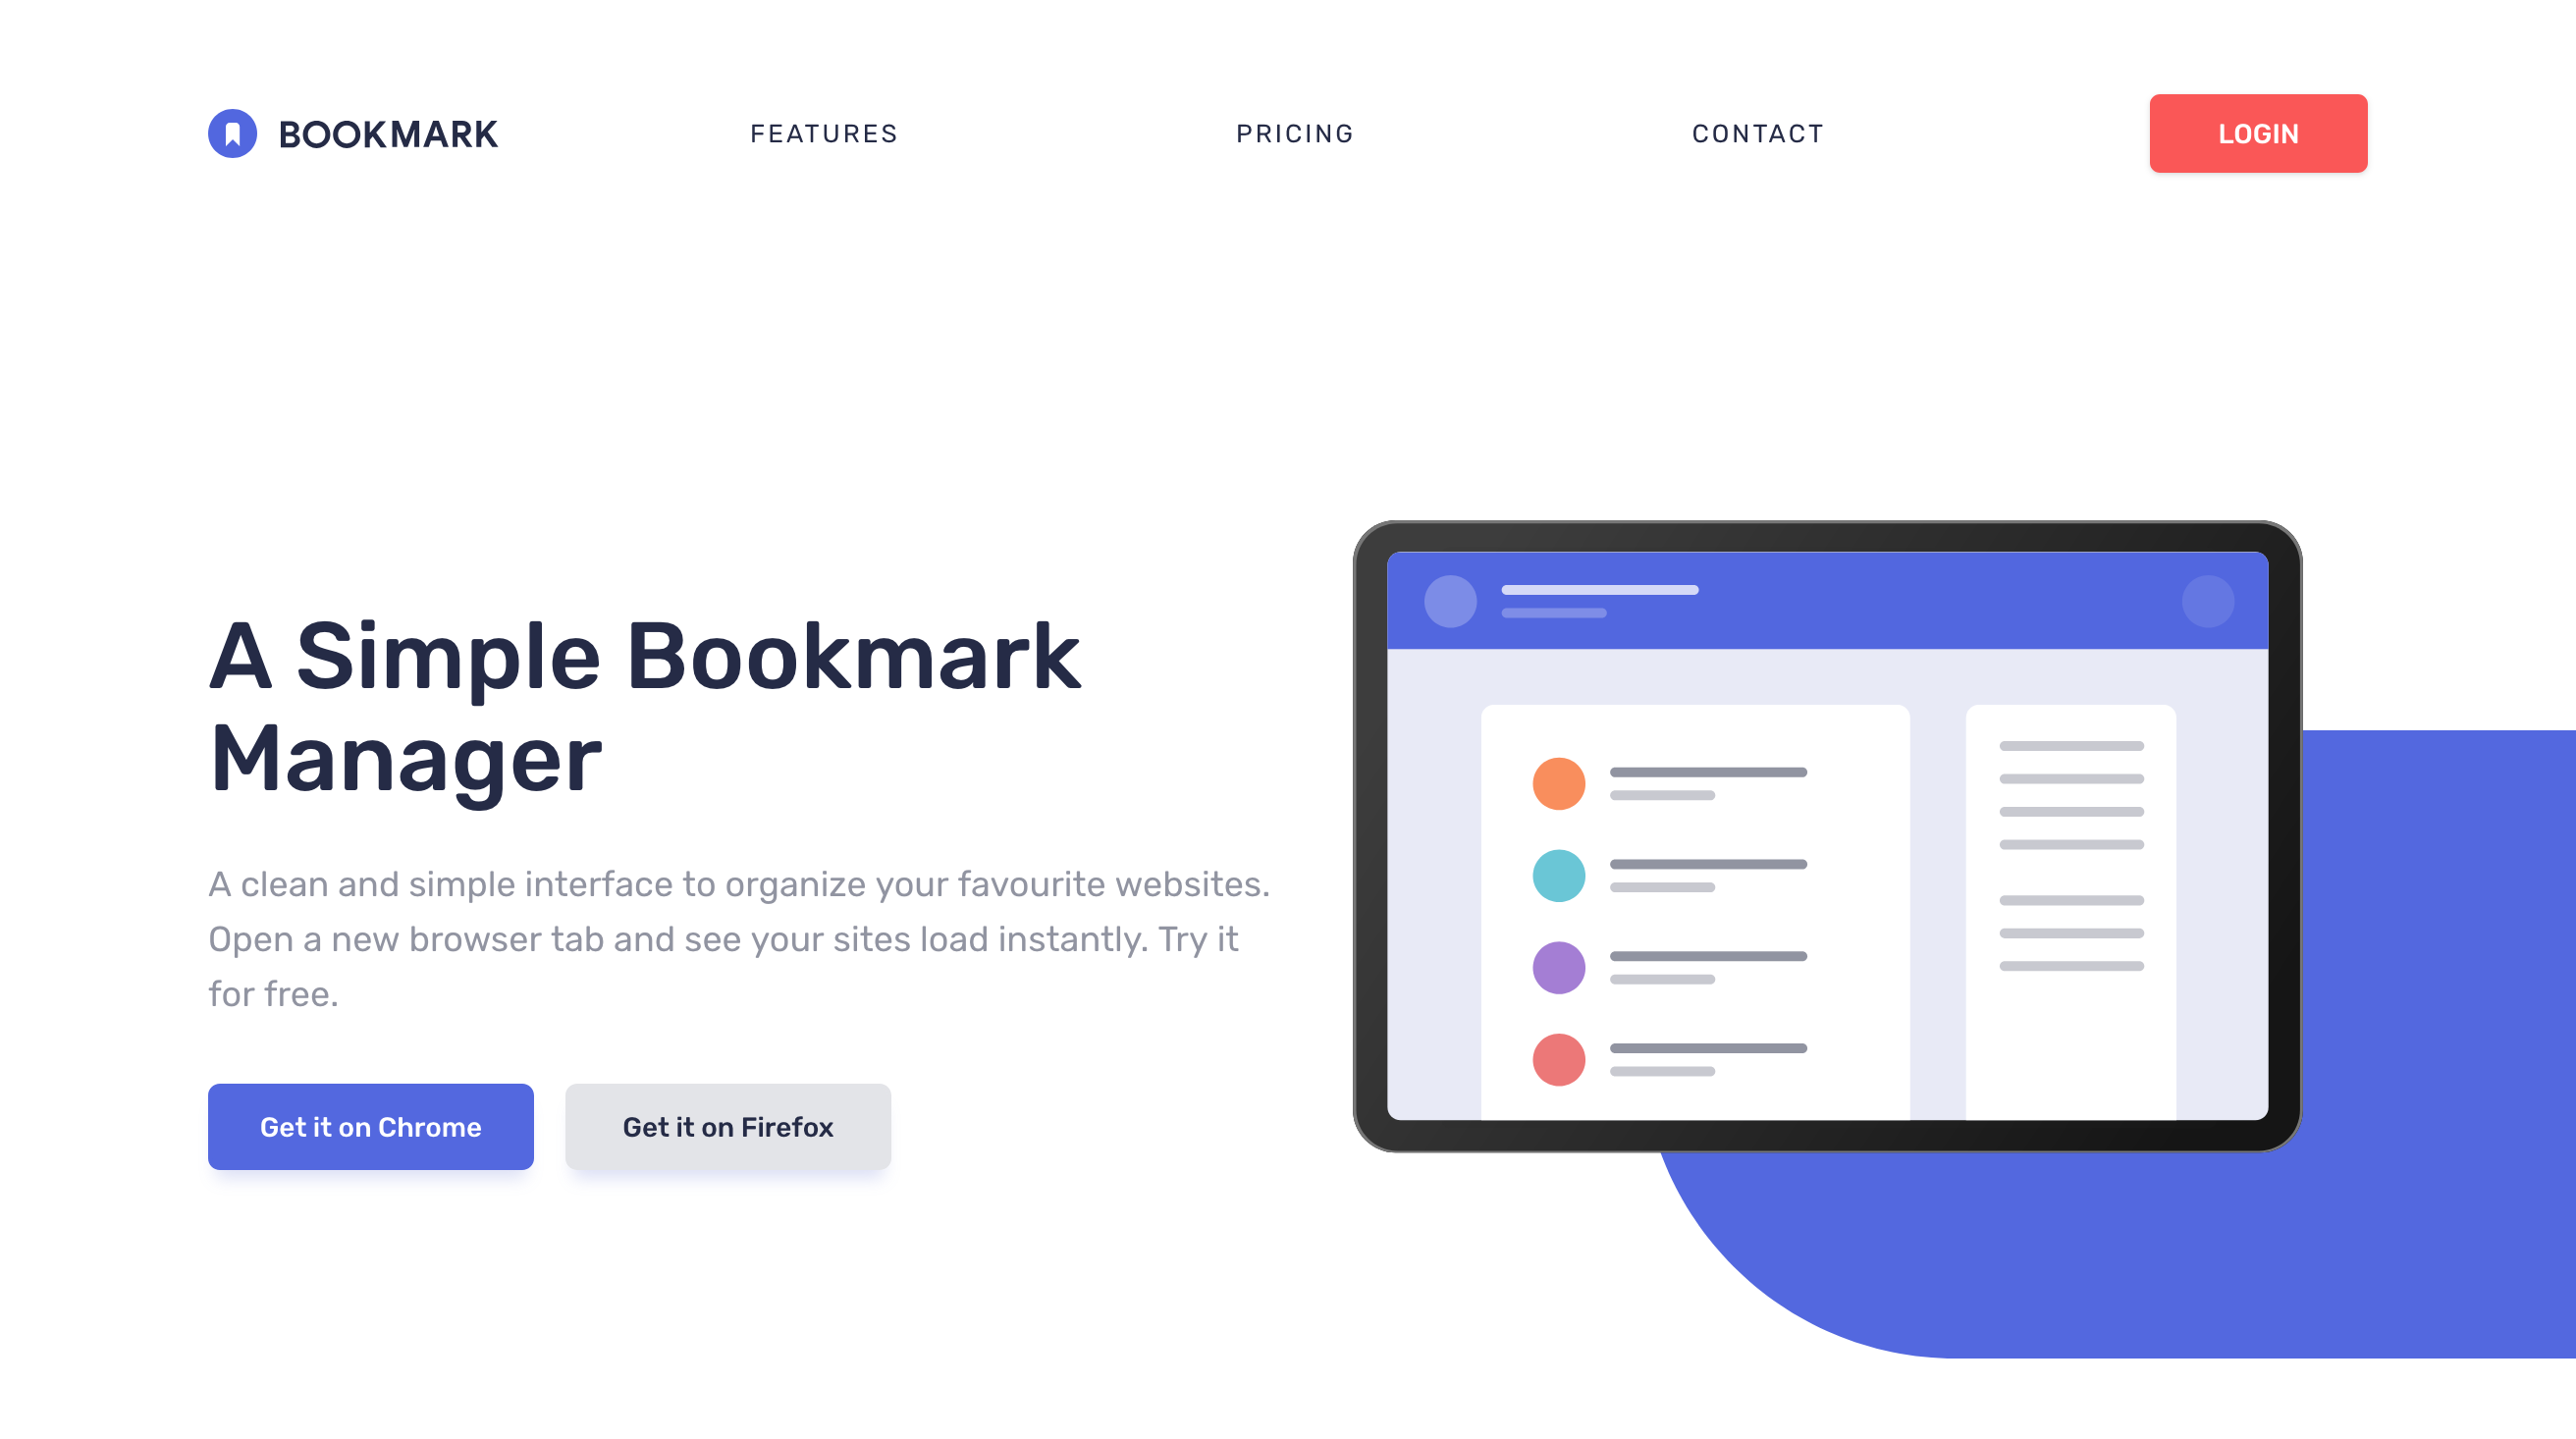 BOOKMARK
FEATURES
PRICING
CONTACT
LOGIN
A Simple Bookmark
Manager
A clean and simple interface to organize your favourite websites.
Open a new browser tab and see your sites load instantly. Try it
for free.
Get it on Chrome
Get it on Firefox